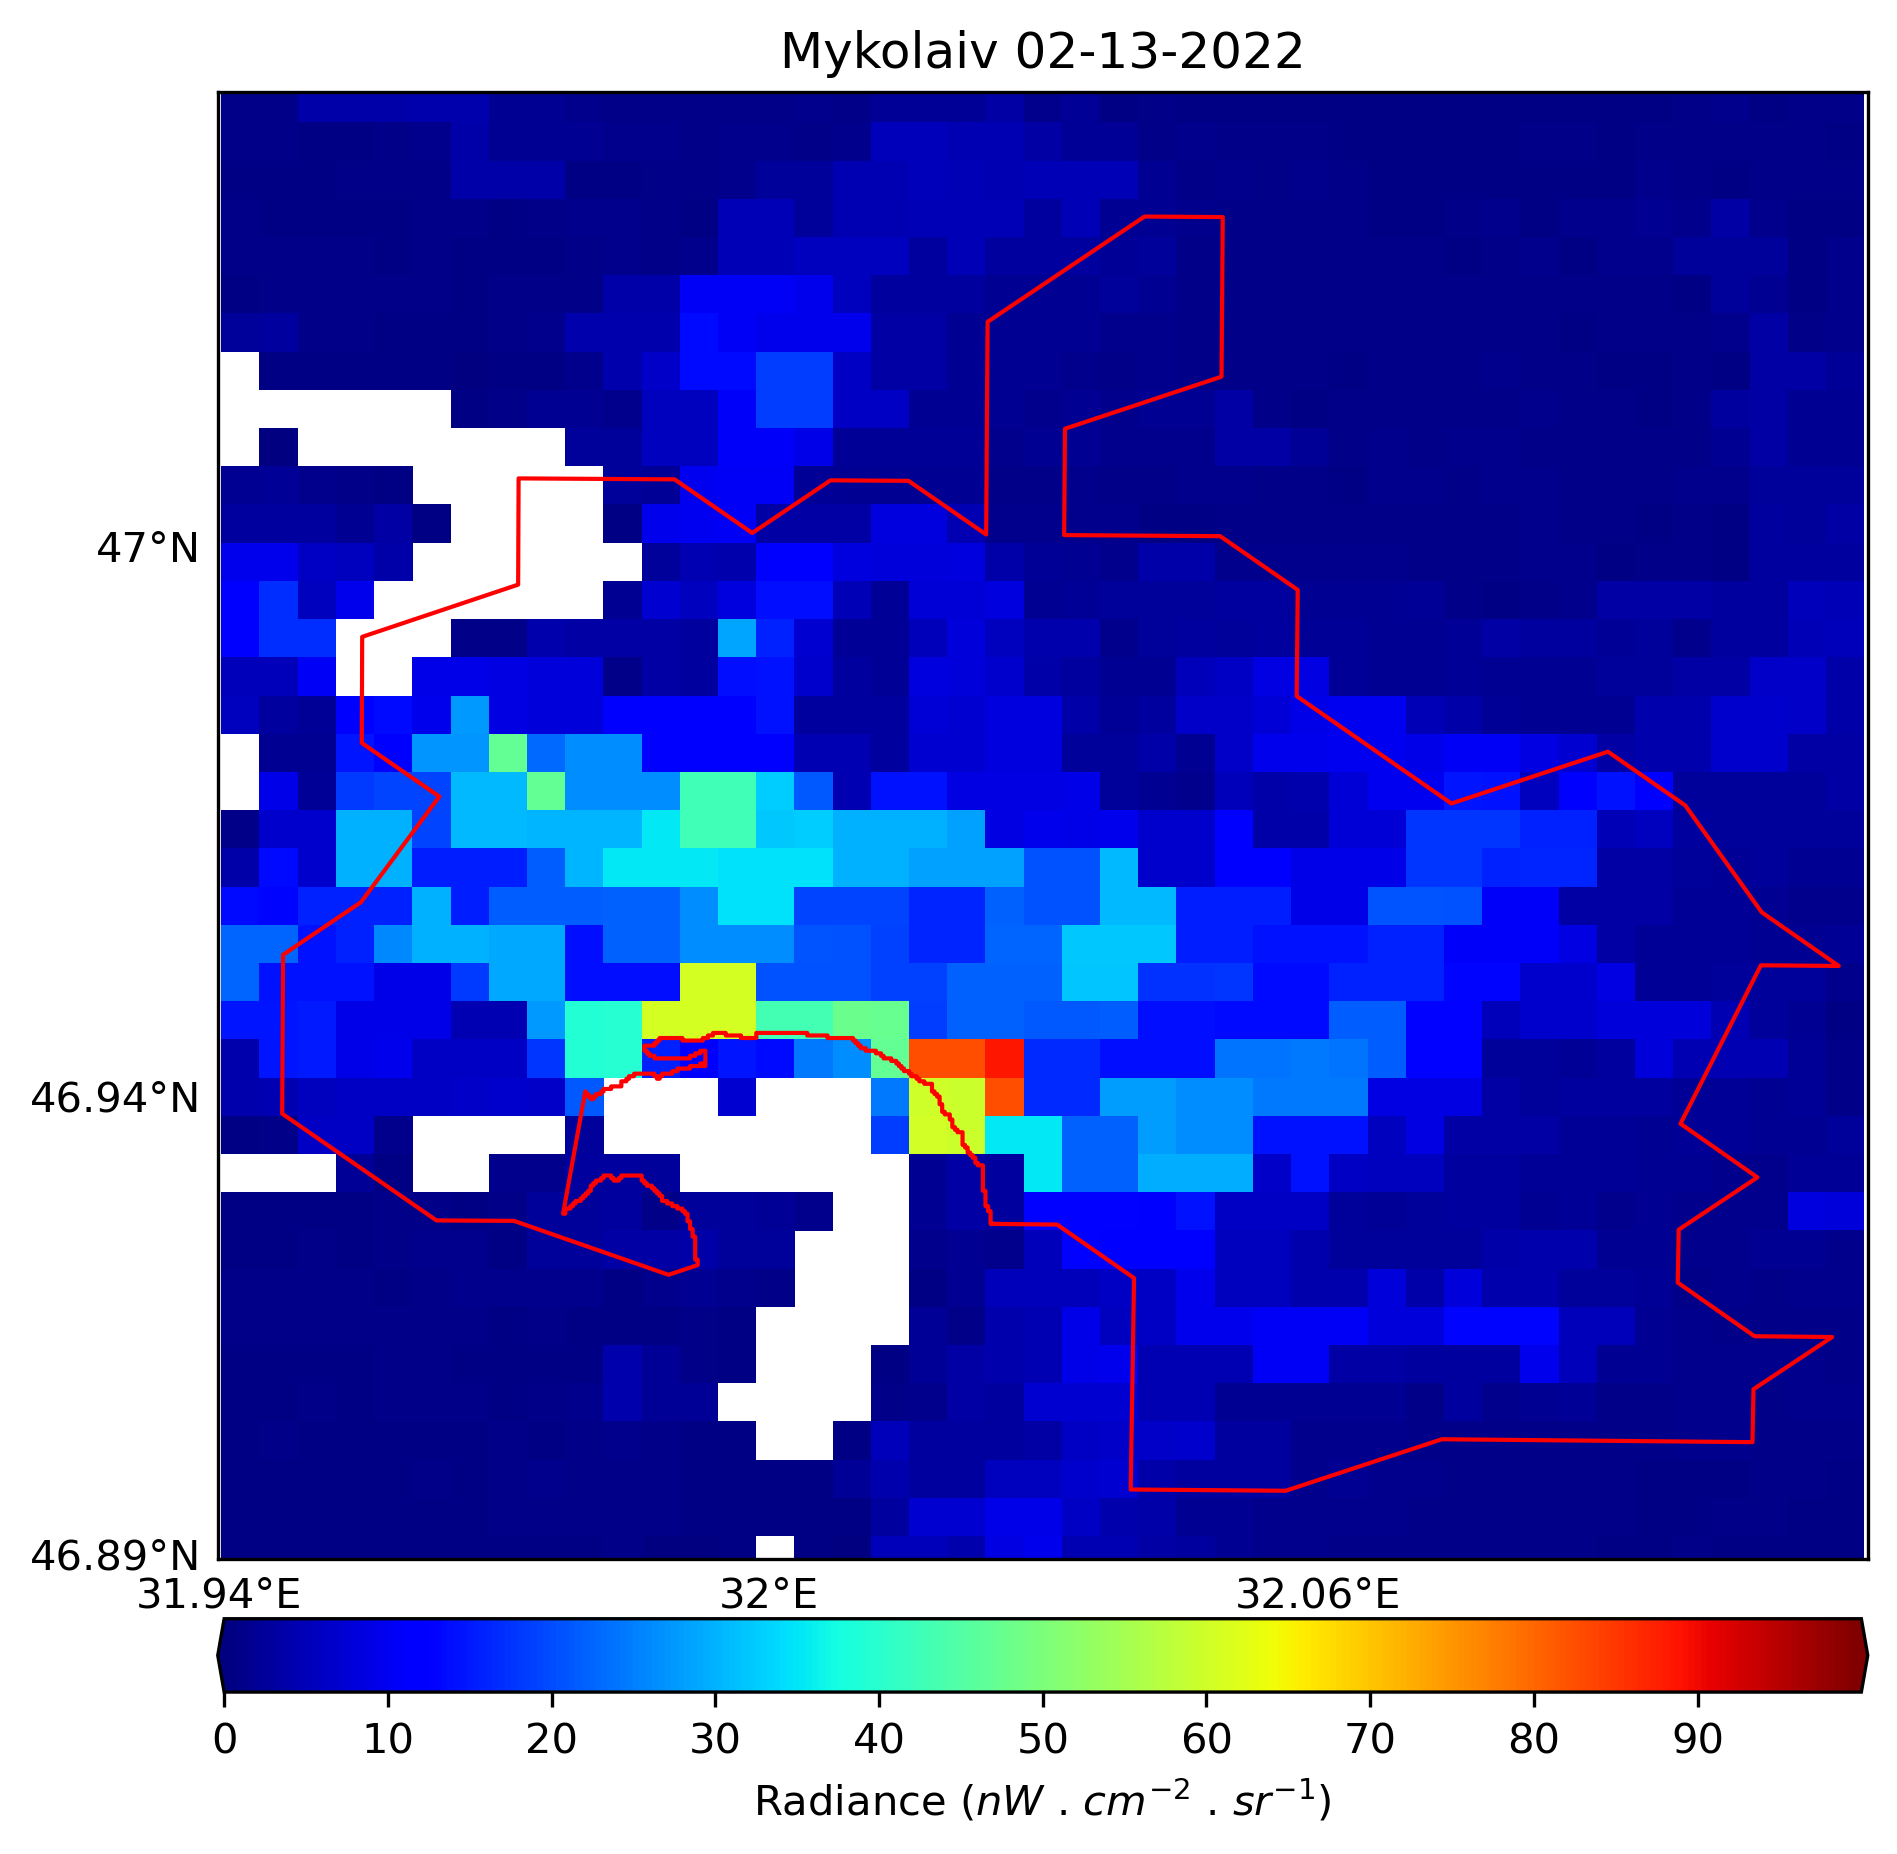 Mykolaiv 02-13-2022
47°N
46.94°N
46.89°N
31.94°E 32°E 32.06°E
0 10 20 30 40 50 60 70 80 90
Radiance (nW . cm⁻² . sr⁻¹)